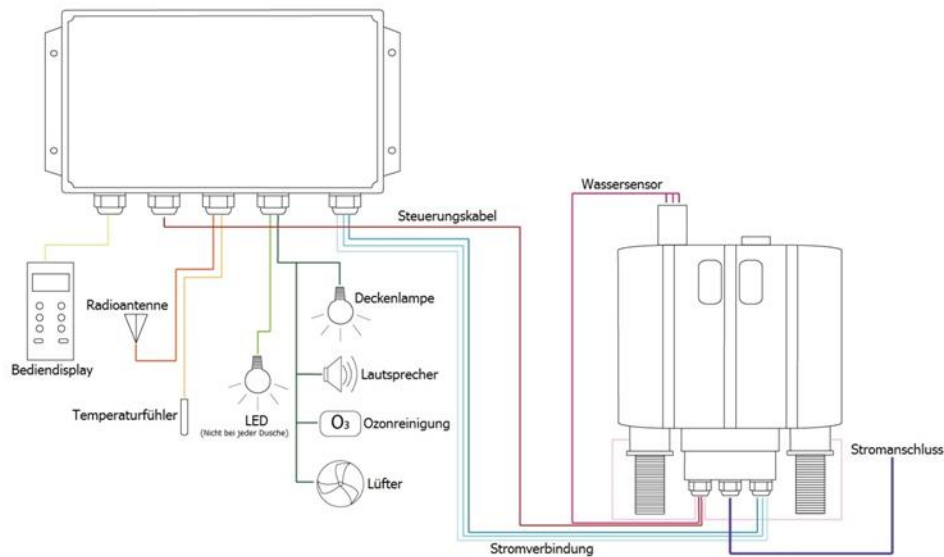 Wassersensor
Steuerungskabel
Radioantenne
Deckenlampe
Bediendisplay
Lautsprecher
Temperaturfühler
LED
(Nicht bei jeder Dusche)
O₃
Ozonreinigung
Stromanschluss
Lüfter
Stromverbindung